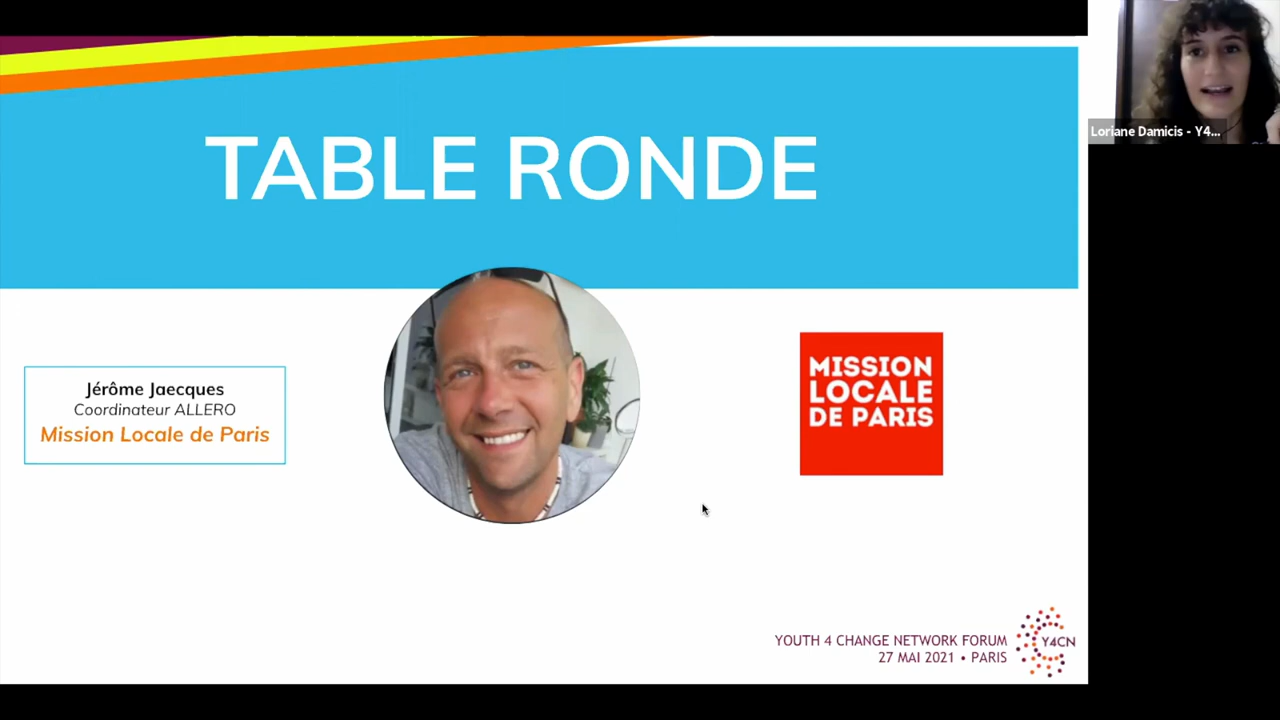 TABLE RONDE
Jérôme Jaecques
Coordinateur ALLERO
Mission Locale de Paris
MISSION
LOCALE
DE PARIS
YOUTH 4 CHANGE NETWORK FORUM
27 MAI 2021 • PARIS
Y4CN
Loriane Damicis - Y4...